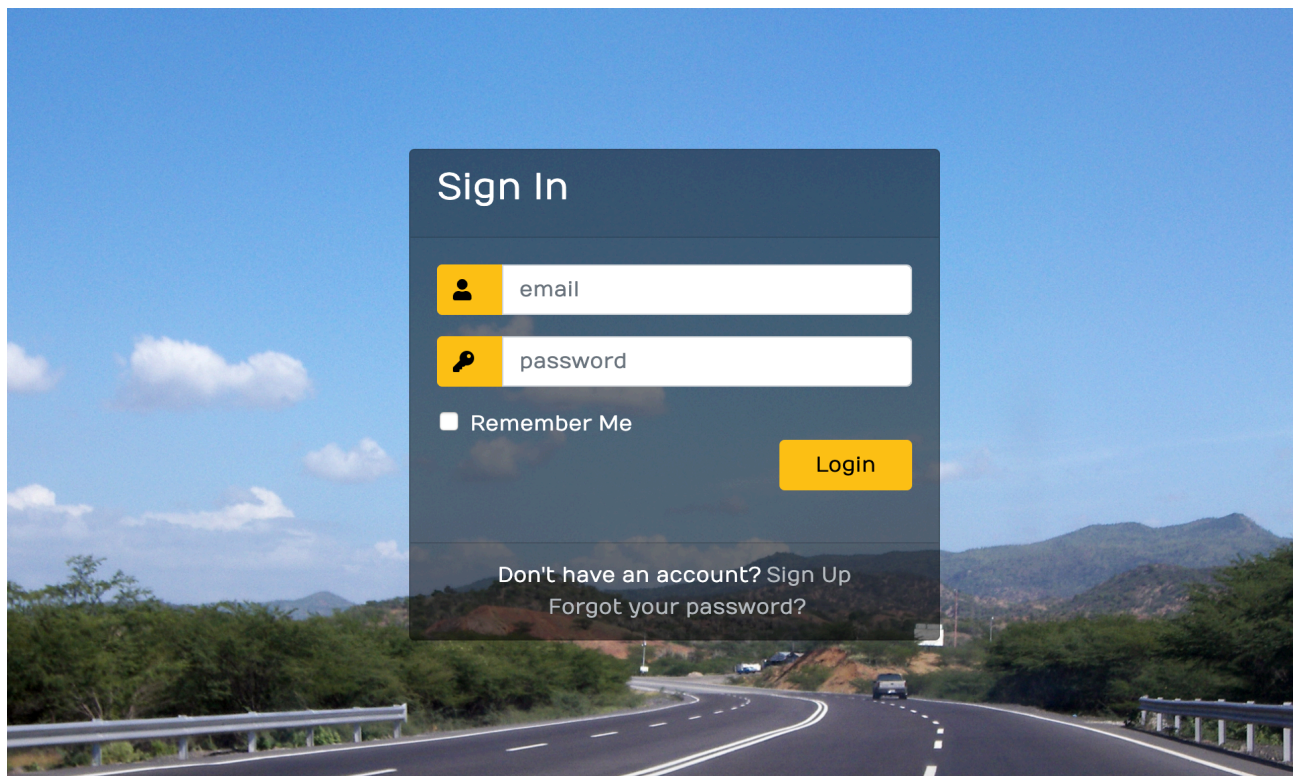 Sign In
email
password
Remember Me
Login
Don't have an account? Sign Up
Forgot your password?